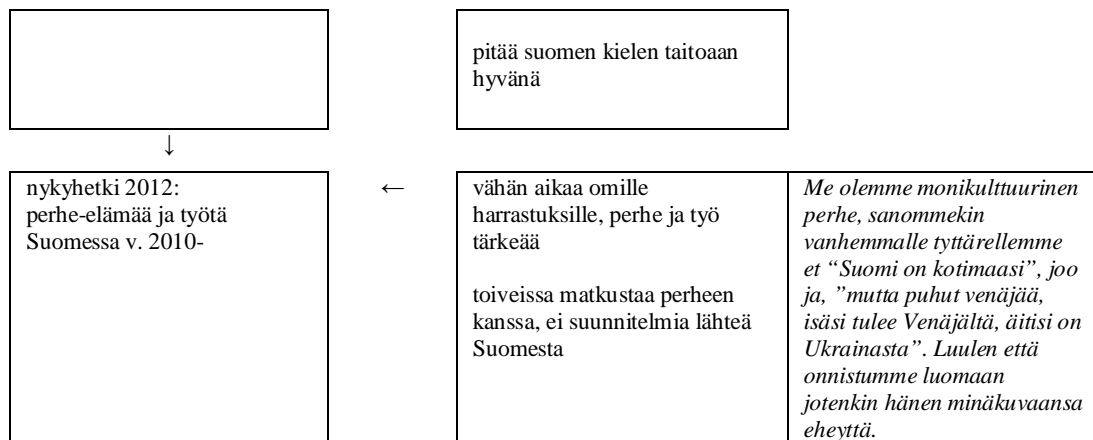 pitää suomen kielen taitoaan
hyvänä
↓
nykyhetki 2012:
perhe-elämää ja työtä
Suomessa v. 2010-
←
vähän aikaa omille
harrastuksille, perhe ja työ
tärkeää
toiveissa matkustaa perheen
kanssa, ei suunnitelmia lähteä
Suomesta
Me olemme monikulttuurinen
perhe, sanommekin
vanhemmalle tyttärellemme
et “Suomi on kotimaasi”, joo
ja, ”mutta puhut venäjää,
isäsi tulee Venäjältä, äitisi on
Ukrainasta”. Luulen että
onnistumme luomaan
jotenkin hänen minäkuvaansa
eheyttä.